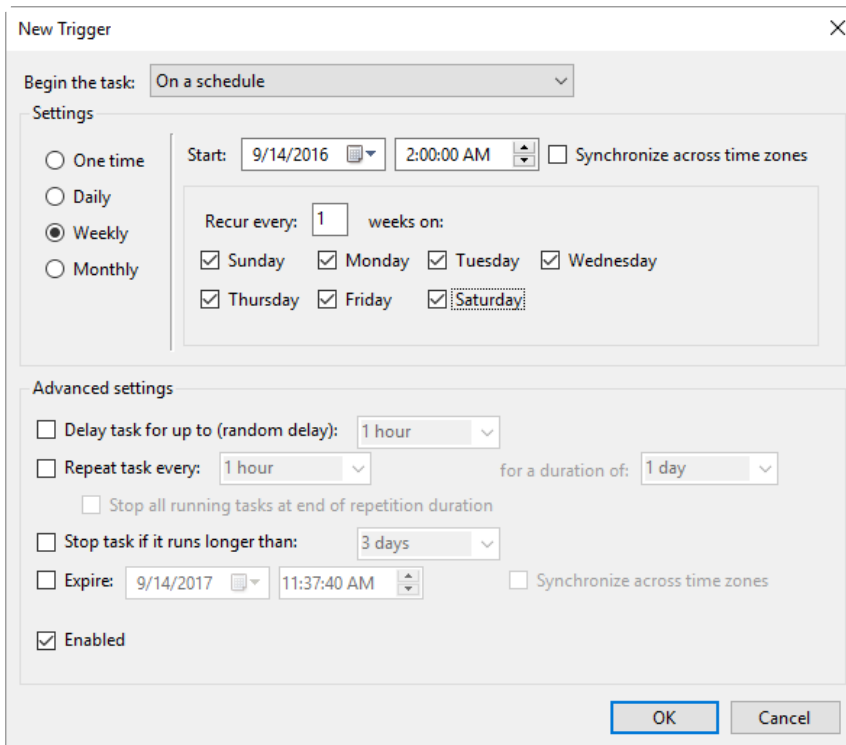 New Trigger
Begin the task: On a schedule
Settings
One time
Daily
Weekly
Monthly
Start: 9/14/2016 2:00:00 AM Synchronize across time zones
Recur every: 1 weeks on:
Sunday Monday Tuesday Wednesday
Thursday Friday Saturday
Advanced settings
Delay task for up to (random delay): 1 hour
Repeat task every: 1 hour for a duration of: 1 day
Stop all running tasks at end of repetition duration
Stop task if it runs longer than: 3 days
Expire: 9/14/2017 11:37:40 AM Synchronize across time zones
Enabled
OK Cancel